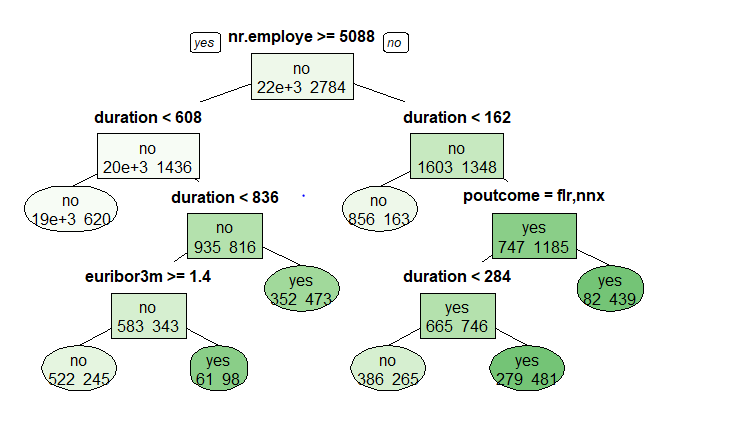 yes nr.employe >= 5088 no
no
22e+3 2784
duration < 608 duration < 162
no no
20e+3 1436 1603 1348
duration < 836 poutcome = flr,nnx
no no yes
19e+3 620 935 816 856 163 747 1185
euribor3m >= 1.4 yes duration < 284 yes
352 473 82 439
no yes
583 343 665 746
no yes no yes
522 245 61 98 386 265 279 481